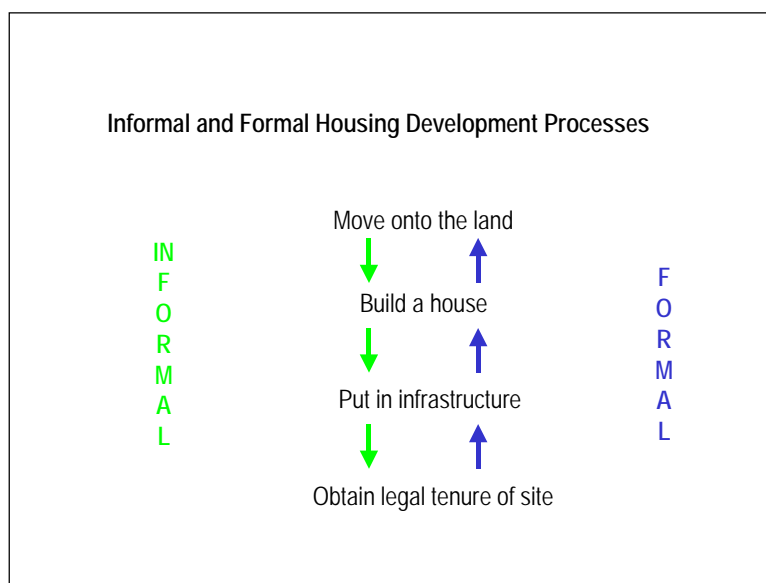 Informal and Formal Housing Development Processes
Move onto the land
IN
F
O
R
M
A
L
Build a house
Put in infrastructure
Obtain legal tenure of site
F
O
R
M
A
L